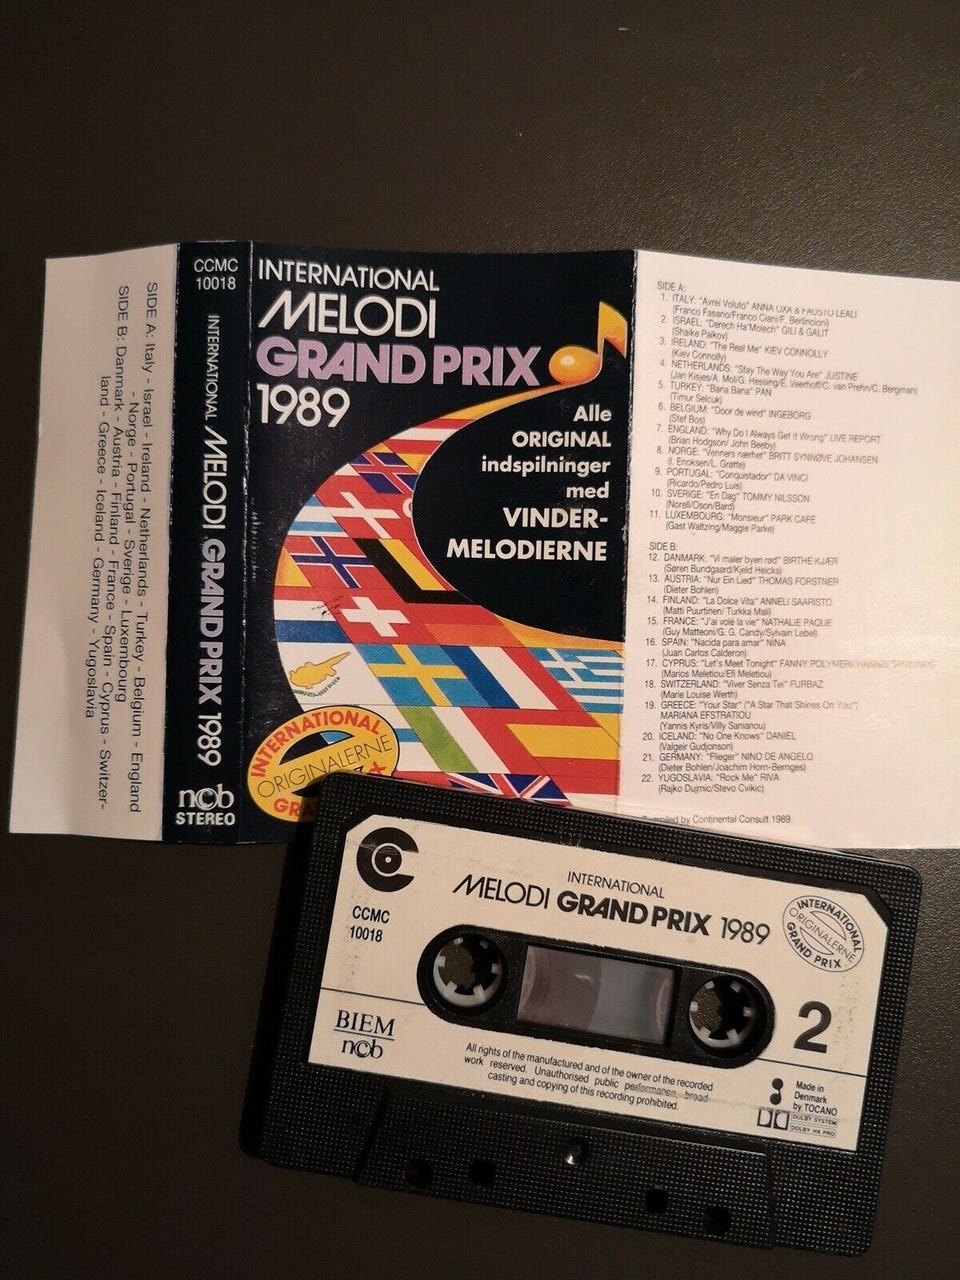 SIDE A: Italy - Israel - Ireland - Netherlands - Turkey - Belgium - England
- Norge - Portugal - Sverige - Luxembourg
SIDE B: Danmark - Austria - Finland - France - Spain - Cyprus - Switzer-
land - Greece - Iceland - Germany - Yugoslavia
CCMC
10018
INTERNATIONAL MELODI GRAND PRIX 1989
ncb
STEREO
INTERNATIONAL
MELODI
GRAND PRIX
1989
Alle
ORIGINAL
indspilninger
med
VINDER-
MELODIERNE
INTERNATIONAL
ORIGINALERNE
SIDE A:
1. ITALY: "Avrei Voluto" ANNA OXA & FAUSTO LEALI
(Franco Fasano/Franco Ciani/F. Berlincioni)
2. ISRAEL: "Derech Ha'Molech" GILI & GALIT
(Shaike Paikov)
3. IRELAND: "The Real Me" KIEV CONNOLLY
(Kiev Connolly)
4. NETHERLANDS: "Stay The Way You Are" JUSTINE
(Jan Kisjes/A. Mol/G. Hessing/E. Veerhoff/C. van Prehn/C. Bergman)
5. TURKEY: "Bana Bana" PAN
(Timur Selcuk)
6. BELGIUM: "Door de wind" INGEBORG
(Stef Bos)
7. ENGLAND: "Why Do I Always Get it Wrong" LIVE REPORT
(Brian Hodgson/ John Beeby)
8. NORGE: "Venners nærhet" BRITT SYNNØVE JOHANSEN
(I. Enoksen/L. Grøtte)
9. PORTUGAL: "Conquistador" DA VINCI
(Ricardo/Pedro Luis)
10. SVERIGE: "En Dag" TOMMY NILSSON
(Norell/Oson/Bard)
11. LUXEMBOURG: "Monsieur" PARK CAFE
(Gast Waltzing/Maggie Parke)
SIDE B:
12. DANMARK: "Vi maler byen rød" BIRTHE KJÆR
(Søren Bundgaard/Kjeld Heicks)
13. AUSTRIA: "Nur Ein Lied" THOMAS FORSTNER
(Dieter Bohlen)
14. FINLAND: "La Dolce Vita" ANNELI SAARISTO
(Matti Puurtinen/ Turkka Mali)
15. FRANCE: "J'ai volé la vie" NATHALIE PAQUE
(Guy Matteoni/G. G. Candy/Sylvain Lebel)
16. SPAIN: "Nacida para amar" NINA
(Juan Carlos Calderon)
17. CYPRUS: "Let's Meet Tonight" FANNY POLYMERI/YIANNIS
(Marios Meletiou/Efi Meletiou)
18. SWITZERLAND: "Viver Senza Tei" FURBAZ
(Marie Louise Werth)
19. GREECE: "Your Star" ("A Star That Shines On You")
MARIANA EFSTRATIOU
(Yannis Kyris/Villy Sanianou)
20. ICELAND: "No One Knows" DANIEL
(Valgeir Gudjonson)
21. GERMANY: "Flieger" NINO DE ANGELO
(Dieter Bohlen/Joachim Horn-Bernges)
22. YUGOSLAVIA: "Rock Me" RIVA
(Rajko Dujmic/Stevo Cvikic)
Compiled by Continental Consult 1989
INTERNATIONAL
MELODI GRAND PRIX 1989
CCMC
10018
INTERNATIONAL
ORIGINALERNE
GRAND PRIX
2
BIEM
ncb
All rights of the manufactured and of the owner of the recorded
work reserved. Unauthorised public performance, broad-
casting and copying of this recording prohibited.
Made in
Denmark
by TOCANO
DOLBY SYSTEM
DOLBY HX PRO